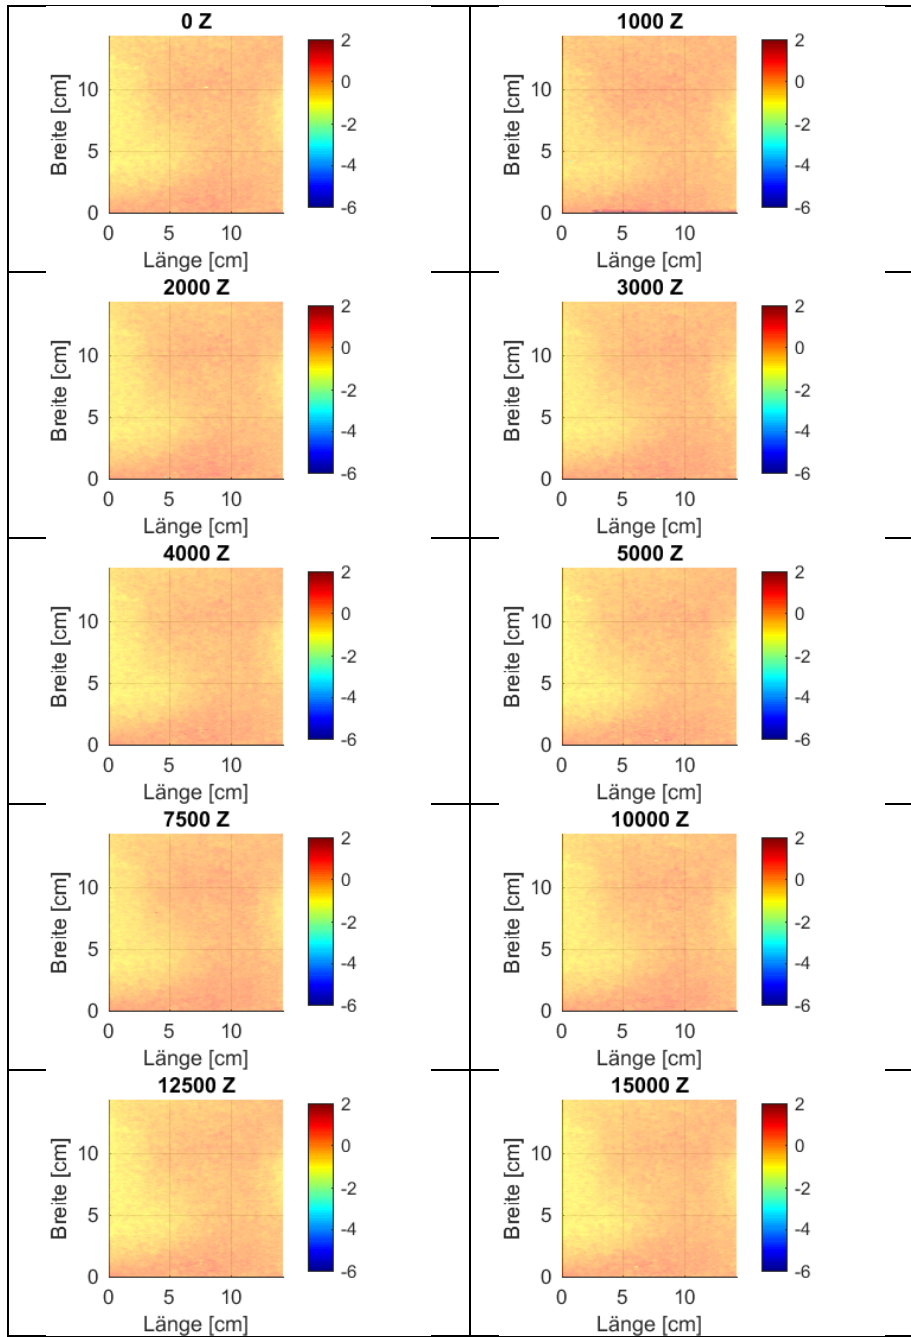 0 Z
1000 Z
2
0
-2
-4
-6
10
5
0
Breite [cm]
0 5 10
Länge [cm]
2
0
-2
-4
-6
10
5
0
Breite [cm]
0 5 10
Länge [cm]
2000 Z
3000 Z
2
0
-2
-4
-6
10
5
0
Breite [cm]
0 5 10
Länge [cm]
2
0
-2
-4
-6
10
5
0
Breite [cm]
0 5 10
Länge [cm]
4000 Z
5000 Z
2
0
-2
-4
-6
10
5
0
Breite [cm]
0 5 10
Länge [cm]
2
0
-2
-4
-6
10
5
0
Breite [cm]
0 5 10
Länge [cm]
7500 Z
10000 Z
2
0
-2
-4
-6
10
5
0
Breite [cm]
0 5 10
Länge [cm]
2
0
-2
-4
-6
10
5
0
Breite [cm]
0 5 10
Länge [cm]
12500 Z
15000 Z
2
0
-2
-4
-6
10
5
0
Breite [cm]
0 5 10
Länge [cm]
2
0
-2
-4
-6
10
5
0
Breite [cm]
0 5 10
Länge [cm]